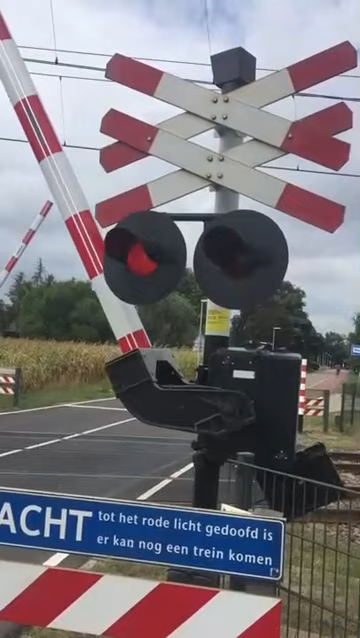 ACHT tot het rode licht gedoofd is
er kan nog een trein komen